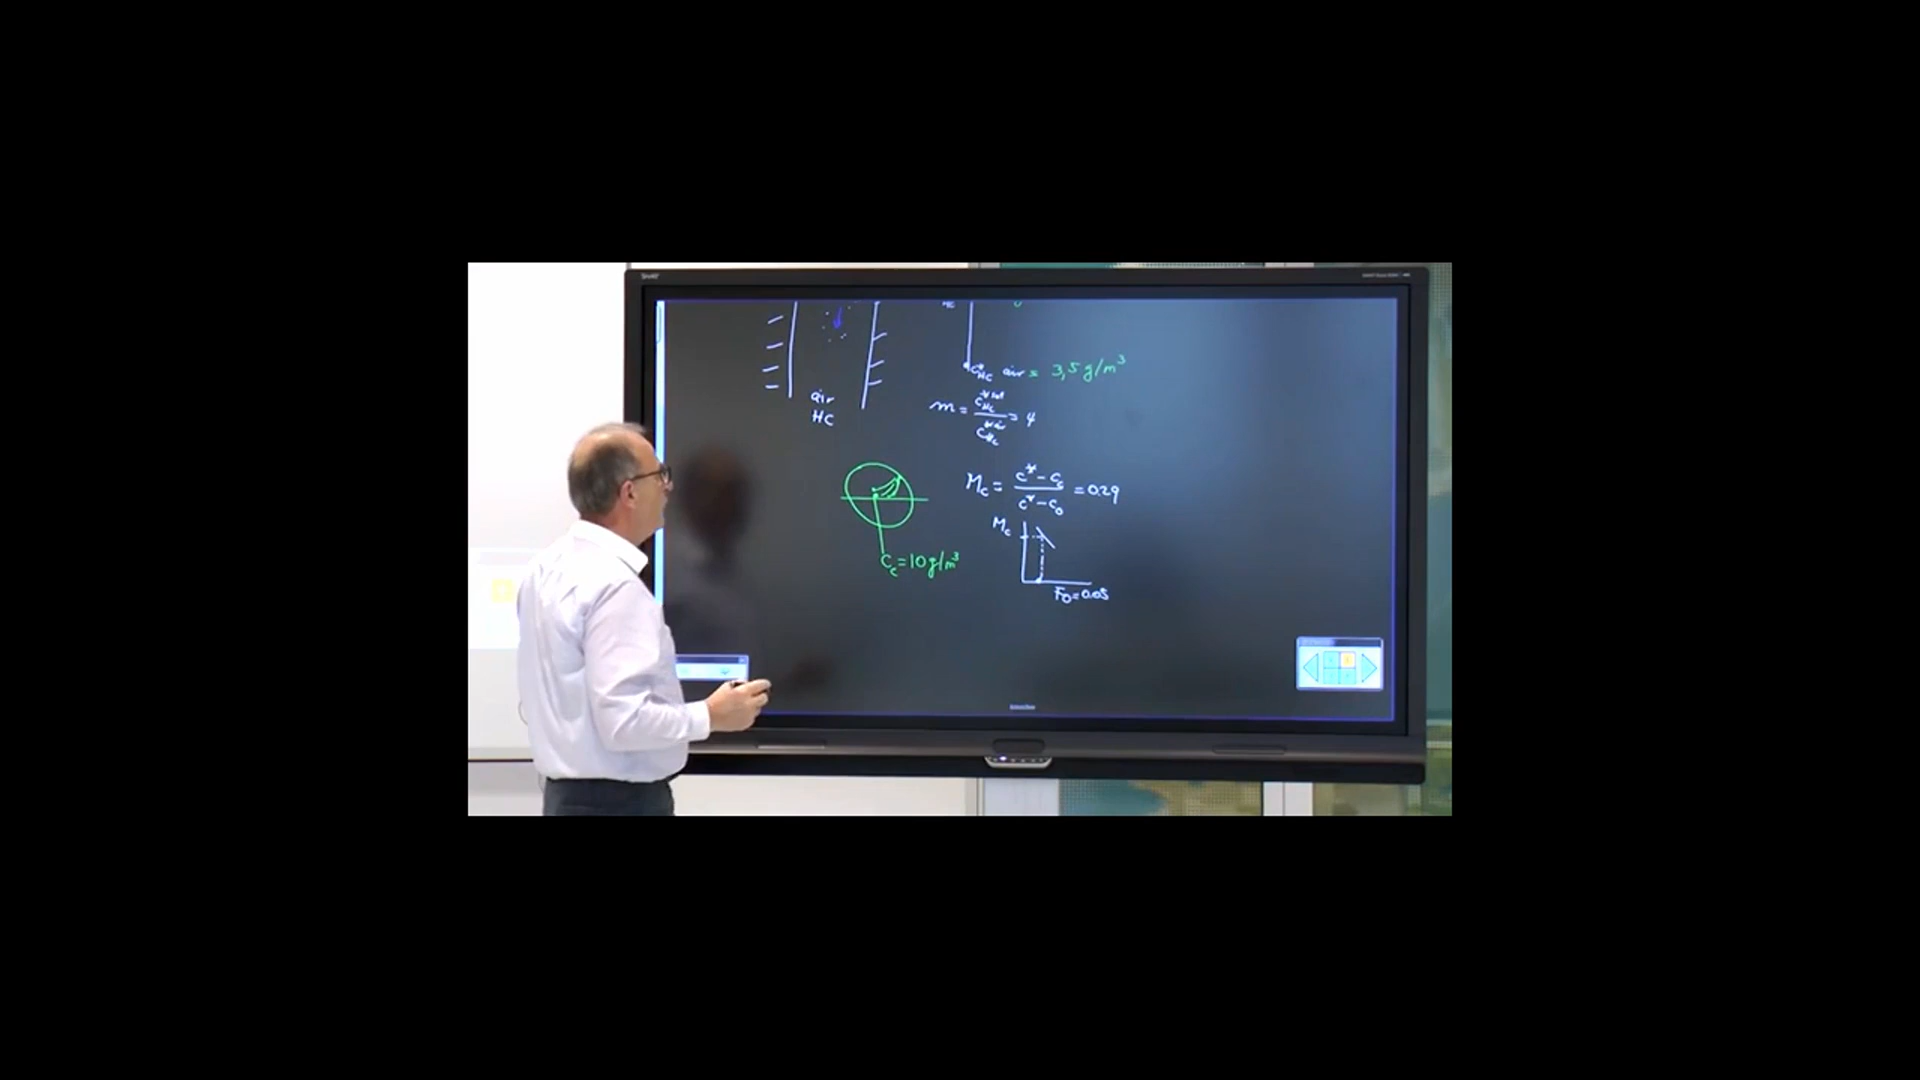 air = 3,5 g/m³
air
HC
m = C*HC / C*HC = 4
Mc = c* - cc / c* - c0 = 0.29
Mc
Cc = 10 g/m³
Fo = 0.05